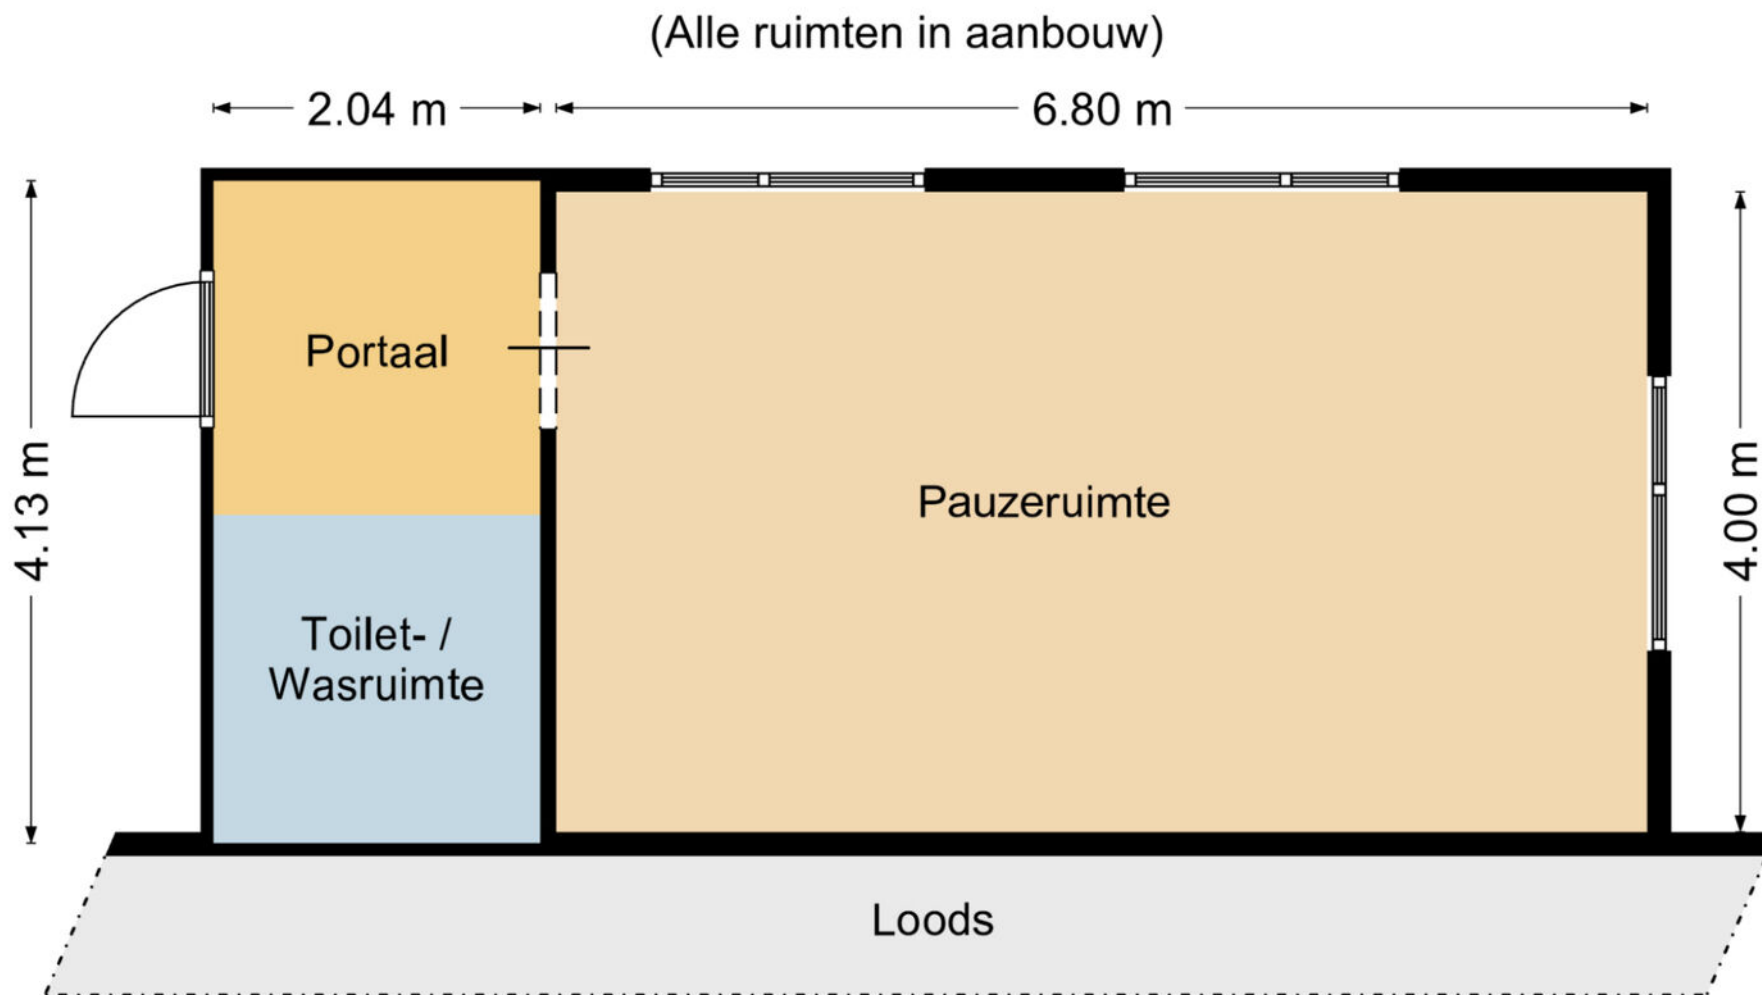 (Alle ruimten in aanbouw)
2.04 m
6.80 m
Portaal
Pauzeruimte
4.13 m
4.00 m
Toilet- /
Wasruimte
Loods